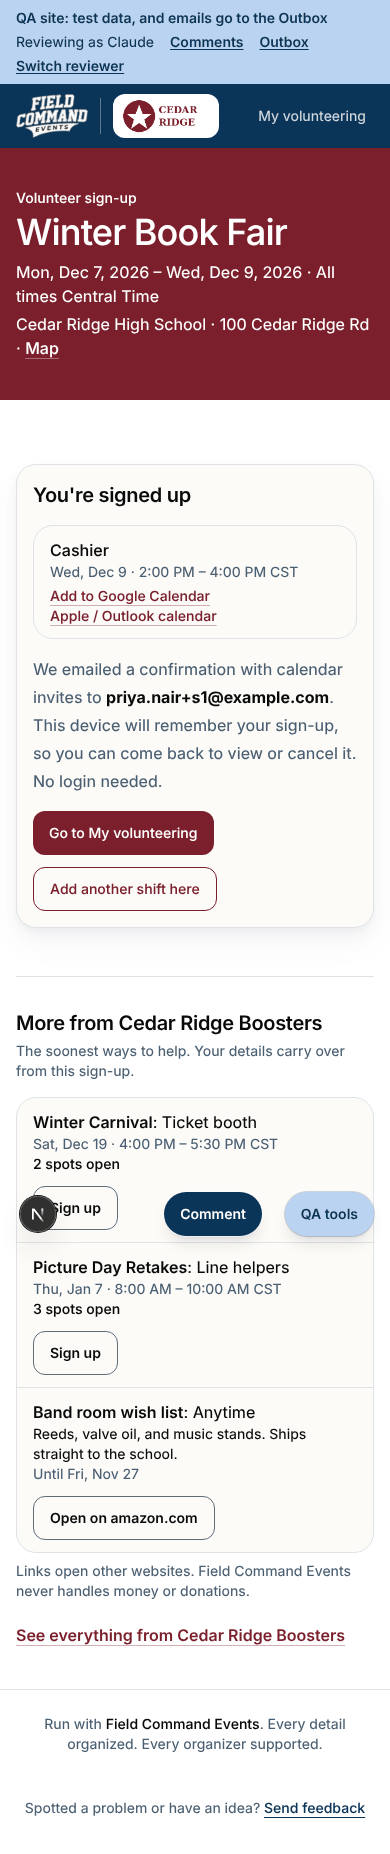 QA site: test data, and emails go to the Outbox
Reviewing as Claude Comments Outbox
Switch reviewer
FIELD COMMAND EVENTS
CEDAR RIDGE
My volunteering
Volunteer sign-up
Winter Book Fair
Mon, Dec 7, 2026 – Wed, Dec 9, 2026 · All
times Central Time
Cedar Ridge High School · 100 Cedar Ridge Rd
· Map
You're signed up
Cashier
Wed, Dec 9 · 2:00 PM – 4:00 PM CST
Add to Google Calendar
Apple / Outlook calendar
We emailed a confirmation with calendar
invites to priya.nair+s1@example.com.
This device will remember your sign-up,
so you can come back to view or cancel it.
No login needed.
Go to My volunteering
Add another shift here
More from Cedar Ridge Boosters
The soonest ways to help. Your details carry over
from this sign-up.
Winter Carnival: Ticket booth
Sat, Dec 19 · 4:00 PM – 5:30 PM CST
2 spots open
N Sign up Comment QA tools
Picture Day Retakes: Line helpers
Thu, Jan 7 · 8:00 AM – 10:00 AM CST
3 spots open
Sign up
Band room wish list: Anytime
Reeds, valve oil, and music stands. Ships
straight to the school.
Until Fri, Nov 27
Open on amazon.com
Links open other websites. Field Command Events
never handles money or donations.
See everything from Cedar Ridge Boosters
Run with Field Command Events. Every detail
organized. Every organizer supported.
Spotted a problem or have an idea? Send feedback